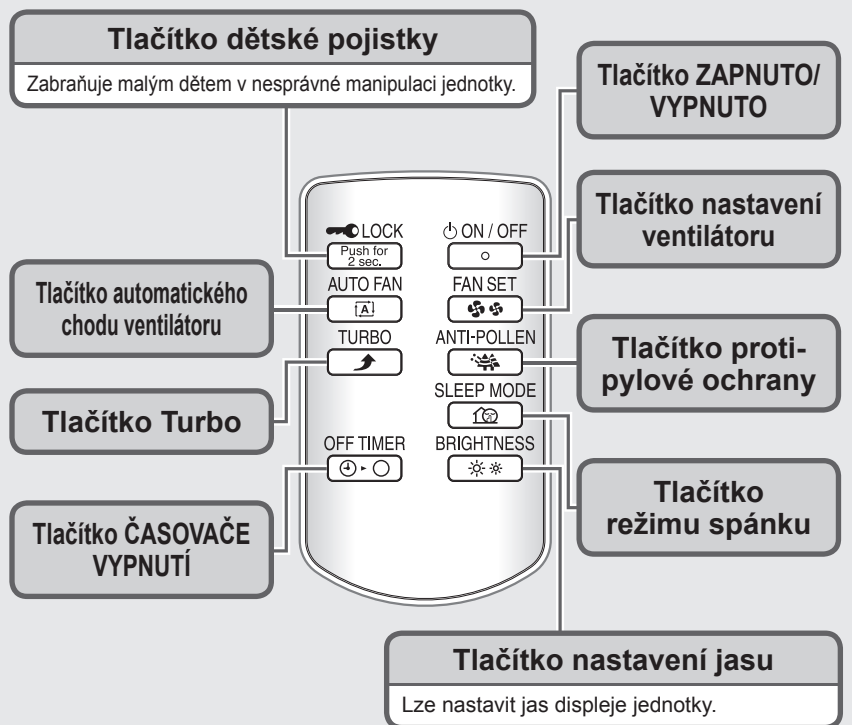 Tlačítko dětské pojistky
Zabraňuje malým dětem v nesprávné manipulaci jednotky.
Tlačítko ZAPNUTO/
VYPNUTO
Tlačítko nastavení
ventilátoru
Tlačítko automatického
chodu ventilátoru
Tlačítko proti-
pylové ochrany
Tlačítko Turbo
Tlačítko
režimu spánku
Tlačítko ČASOVAČE
VYPNUTÍ
Tlačítko nastavení jasu
Lze nastavit jas displeje jednotky.
LOCK
Push for
2 sec.
ON / OFF
AUTO FAN
A
FAN SET
TURBO
ANTI-POLLEN
SLEEP MODE
OFF TIMER
BRIGHTNESS